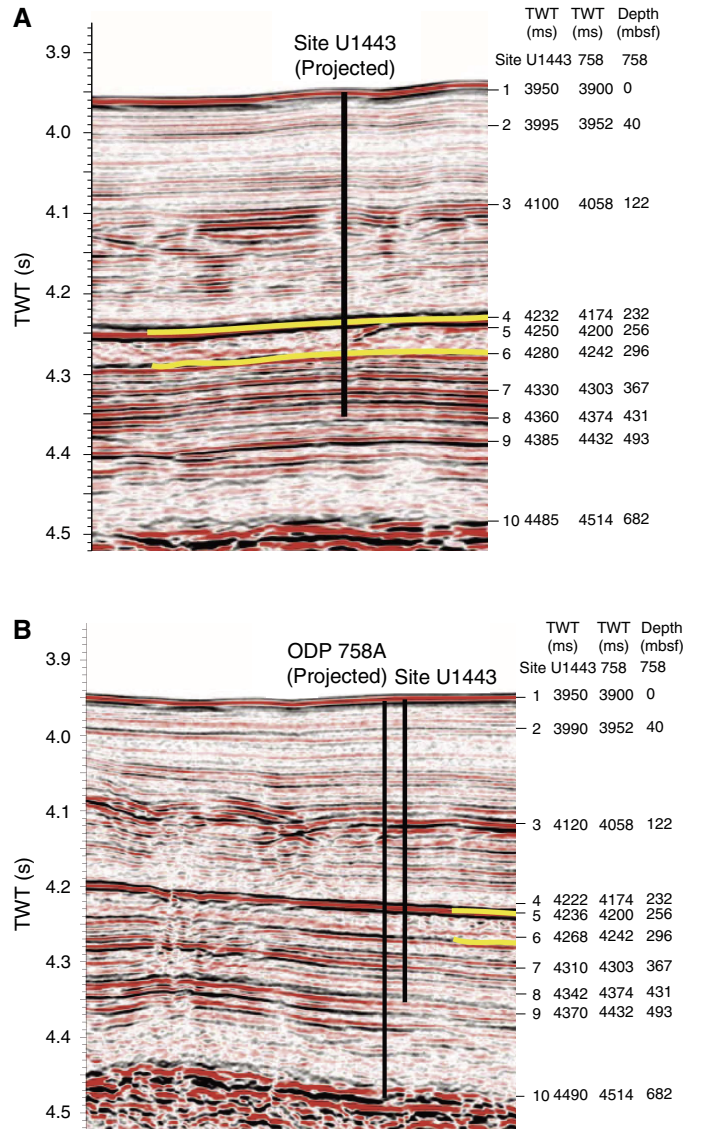 A
TWT TWT Depth
(ms) (ms) (mbsf)
Site U1443 758 758
Site U1443
(Projected)
TWT (s)
3.9
4.0
4.1
4.2
4.3
4.4
4.5
1 3950 3900 0
2 3995 3952 40
3 4100 4058 122
4 4232 4174 232
5 4250 4200 256
6 4280 4242 296
7 4330 4303 367
8 4360 4374 431
9 4385 4432 493
10 4485 4514 682
B
TWT TWT Depth
(ms) (ms) (mbsf)
Site U1443 758 758
ODP 758A
(Projected) Site U1443
TWT (s)
3.9
4.0
4.1
4.2
4.3
4.4
4.5
1 3950 3900 0
2 3990 3952 40
3 4120 4058 122
4 4222 4174 232
5 4236 4200 256
6 4268 4242 296
7 4310 4303 367
8 4342 4374 431
9 4370 4432 493
10 4490 4514 682